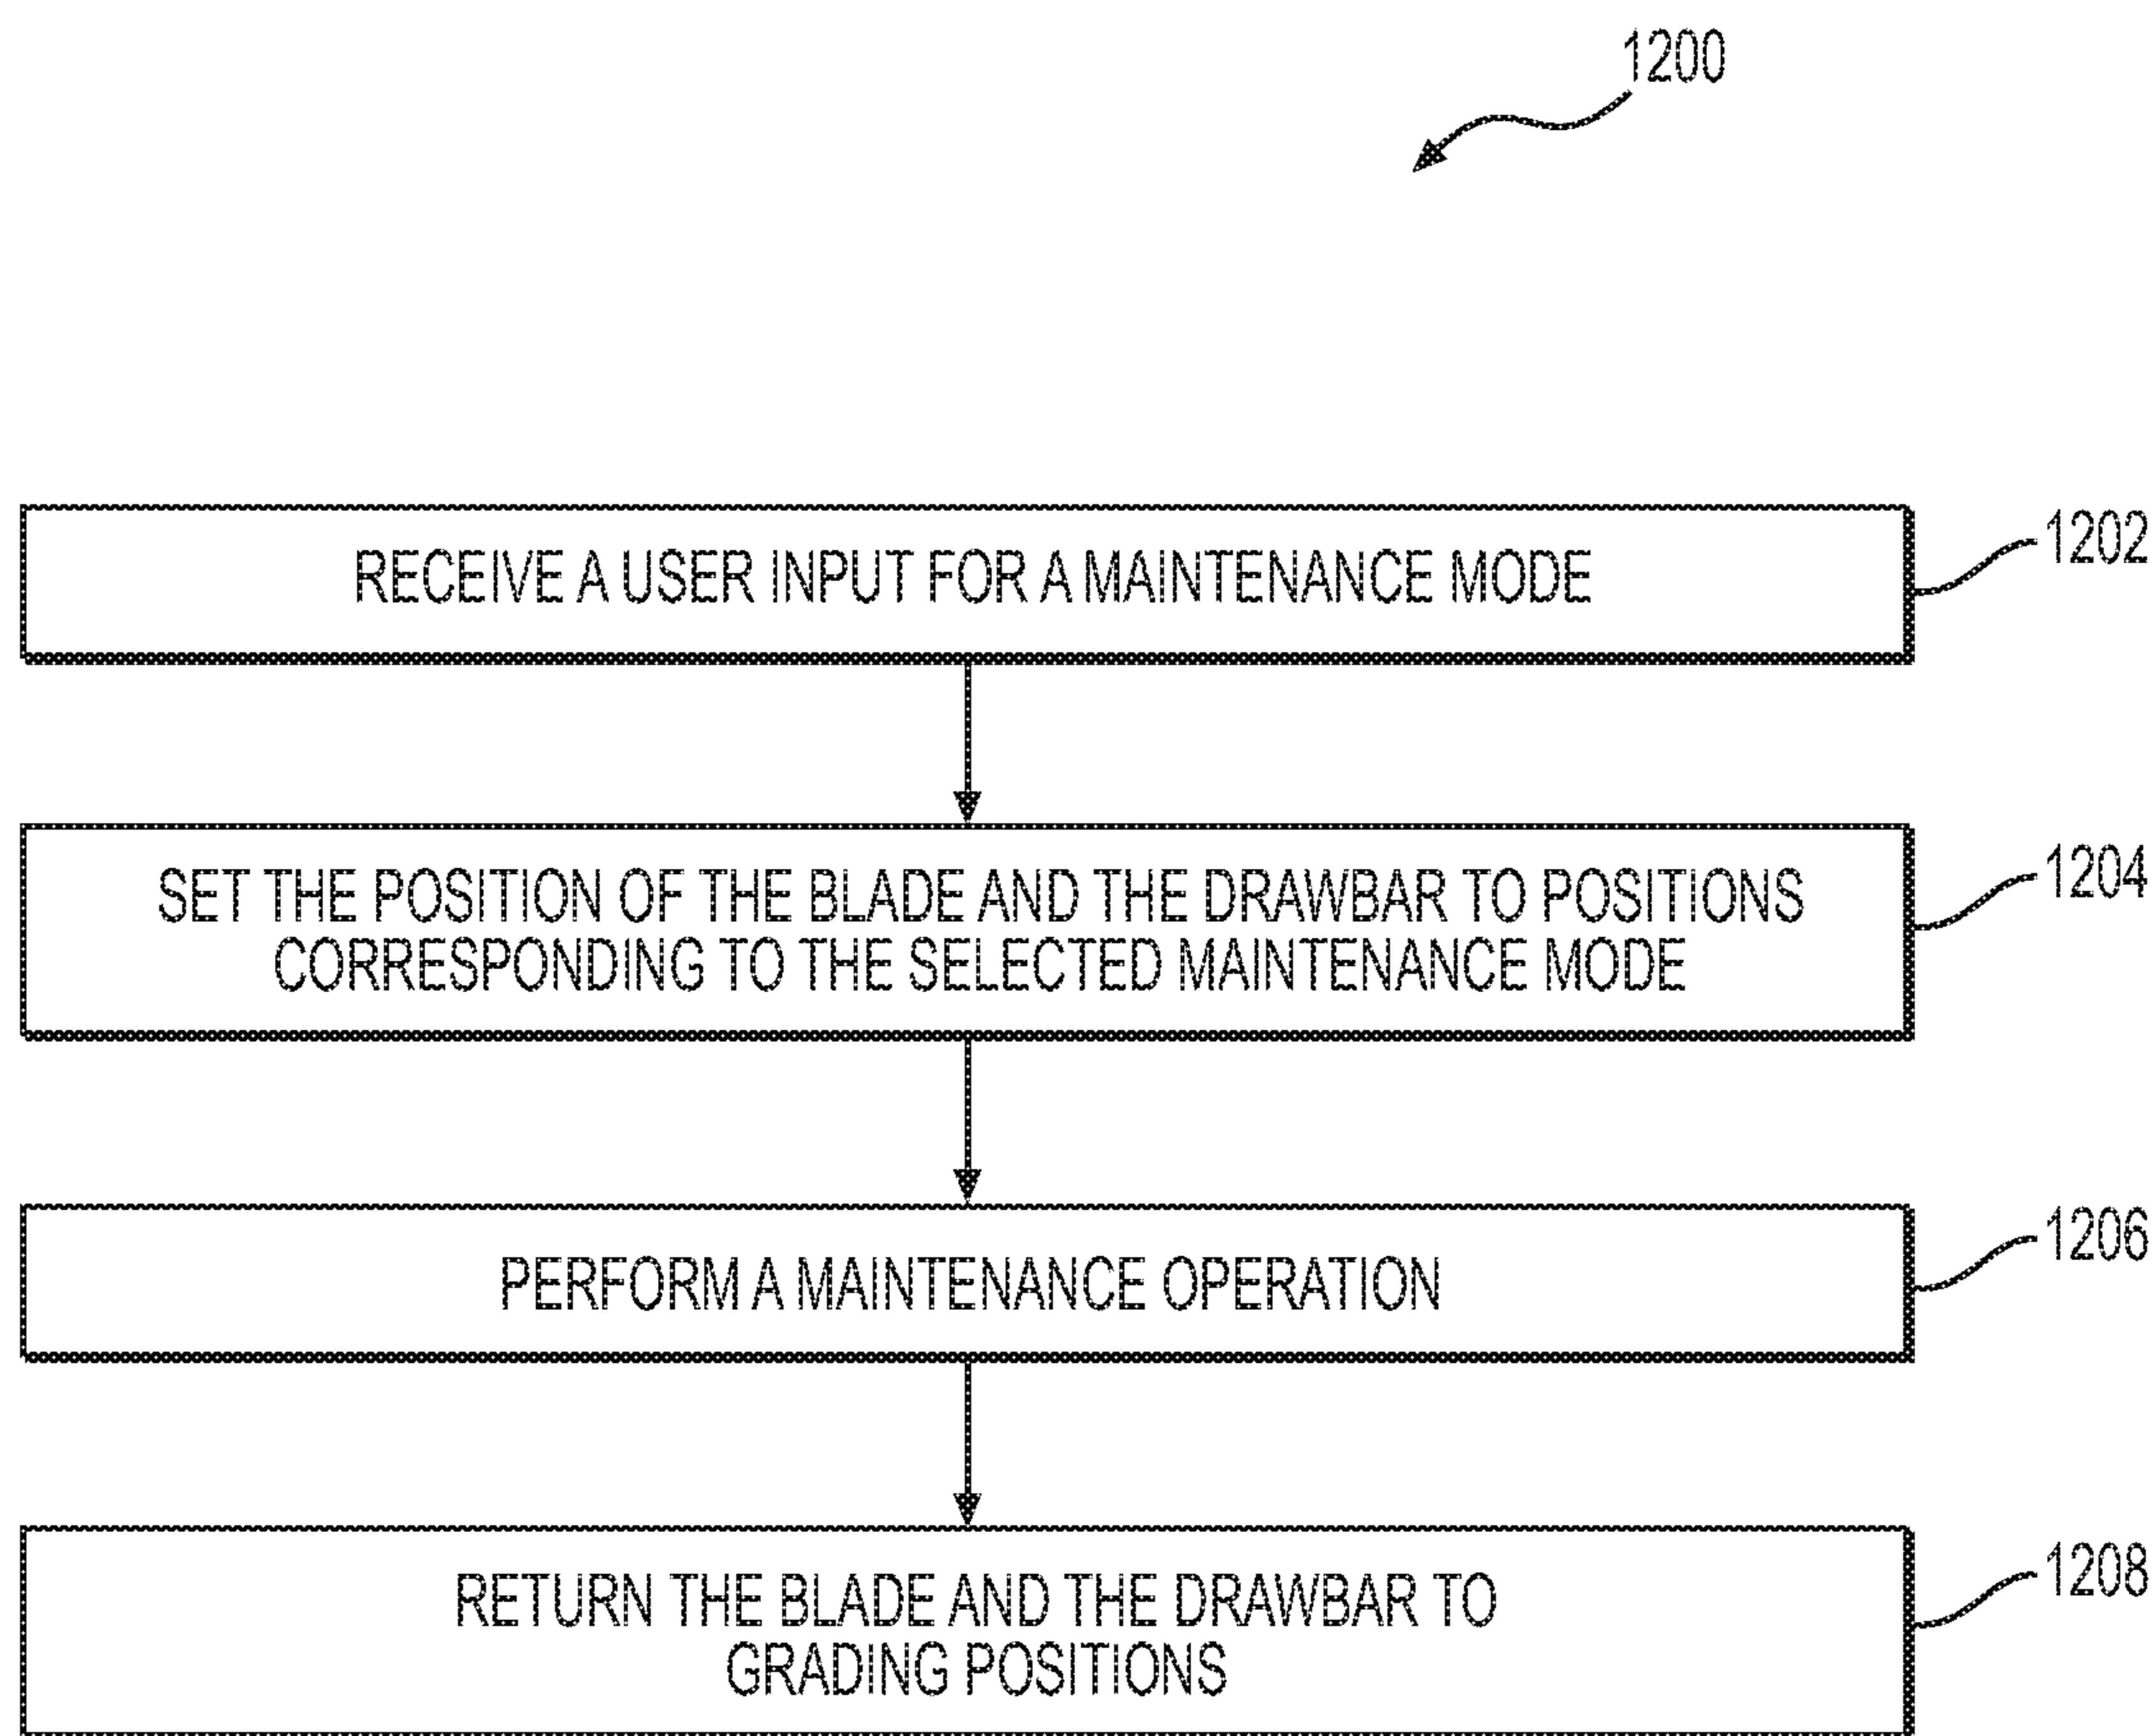 1200
RECEIVE A USER INPUT FOR A MAINTENANCE MODE
1202
SET THE POSITION OF THE BLADE AND THE DRAWBAR TO POSITIONS
CORRESPONDING TO THE SELECTED MAINTENANCE MODE
1204
PERFORM A MAINTENANCE OPERATION
1206
RETURN THE BLADE AND THE DRAWBAR TO
GRADING POSITIONS
1208